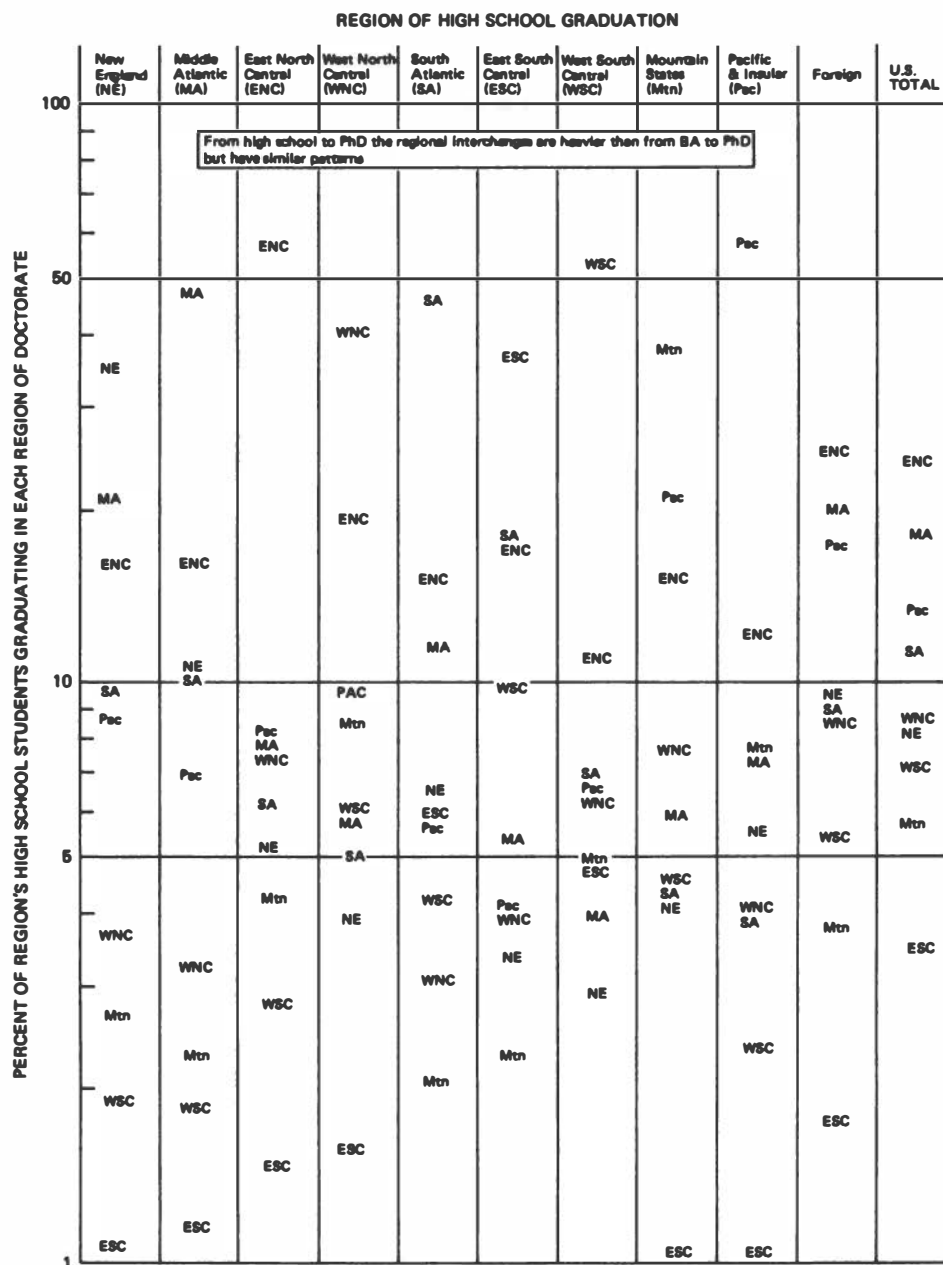 REGION OF HIGH SCHOOL GRADUATION
New England (NE)
Middle Atlantic (MA)
East North Central (ENC)
West North Central (WNC)
South Atlantic (SA)
East South Central (ESC)
West South Central (WSC)
Mountain States (Mtn)
Pacific & Insular (Pac)
Foreign
U.S. TOTAL
From high school to PhD the regional interchanges are heavier then from BA to PhD
but have similar patterns
PERCENT OF REGION'S HIGH SCHOOL STUDENTS GRADUATING IN EACH REGION OF DOCTORATE
100
50
10
5
1
NE
MA
ENC
SA
Pac
WNC
Mtn
WSC
ESC
MA
ENC
NE
SA
Pac
WNC
Mtn
WSC
ESC
ENC
Pac
MA
WNC
SA
NE
Mtn
WSC
ESC
WNC
ENC
PAC
Mtn
WSC
MA
SA
NE
ESC
SA
ENC
MA
NE
ESC
Pac
WSC
WNC
Mtn
ESC
SA
ENC
WSC
MA
Pac
WNC
NE
Mtn
WSC
ENC
SA
Pac
WNC
Mtn
ESC
MA
NE
Mtn
Pac
ENC
WNC
MA
WSC
SA
NE
ESC
Pac
ENC
Mtn
MA
NE
WNC
SA
WSC
ESC
ENC
MA
Pac
NE
SA
WNC
WSC
Mtn
ESC
ENC
MA
Pac
SA
WNC
NE
WSC
Mtn
ESC